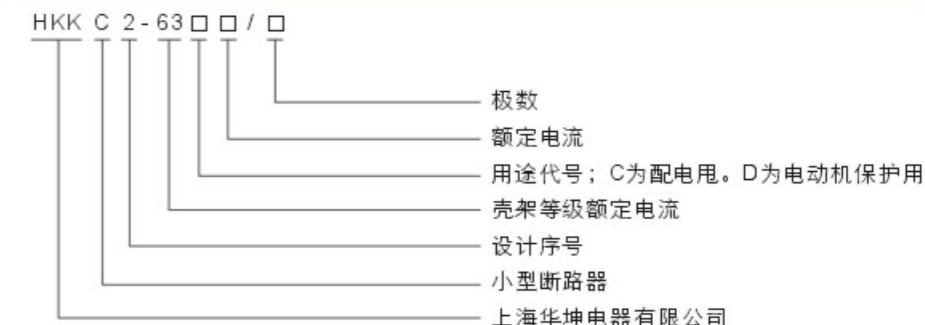 HKK C 2-63□□/□
极数
额定电流
用途代号；C为配电甩。D为电动机保护用
壳架等级额定电流
设计序号
小型断路器
上海华坤电器有限公司